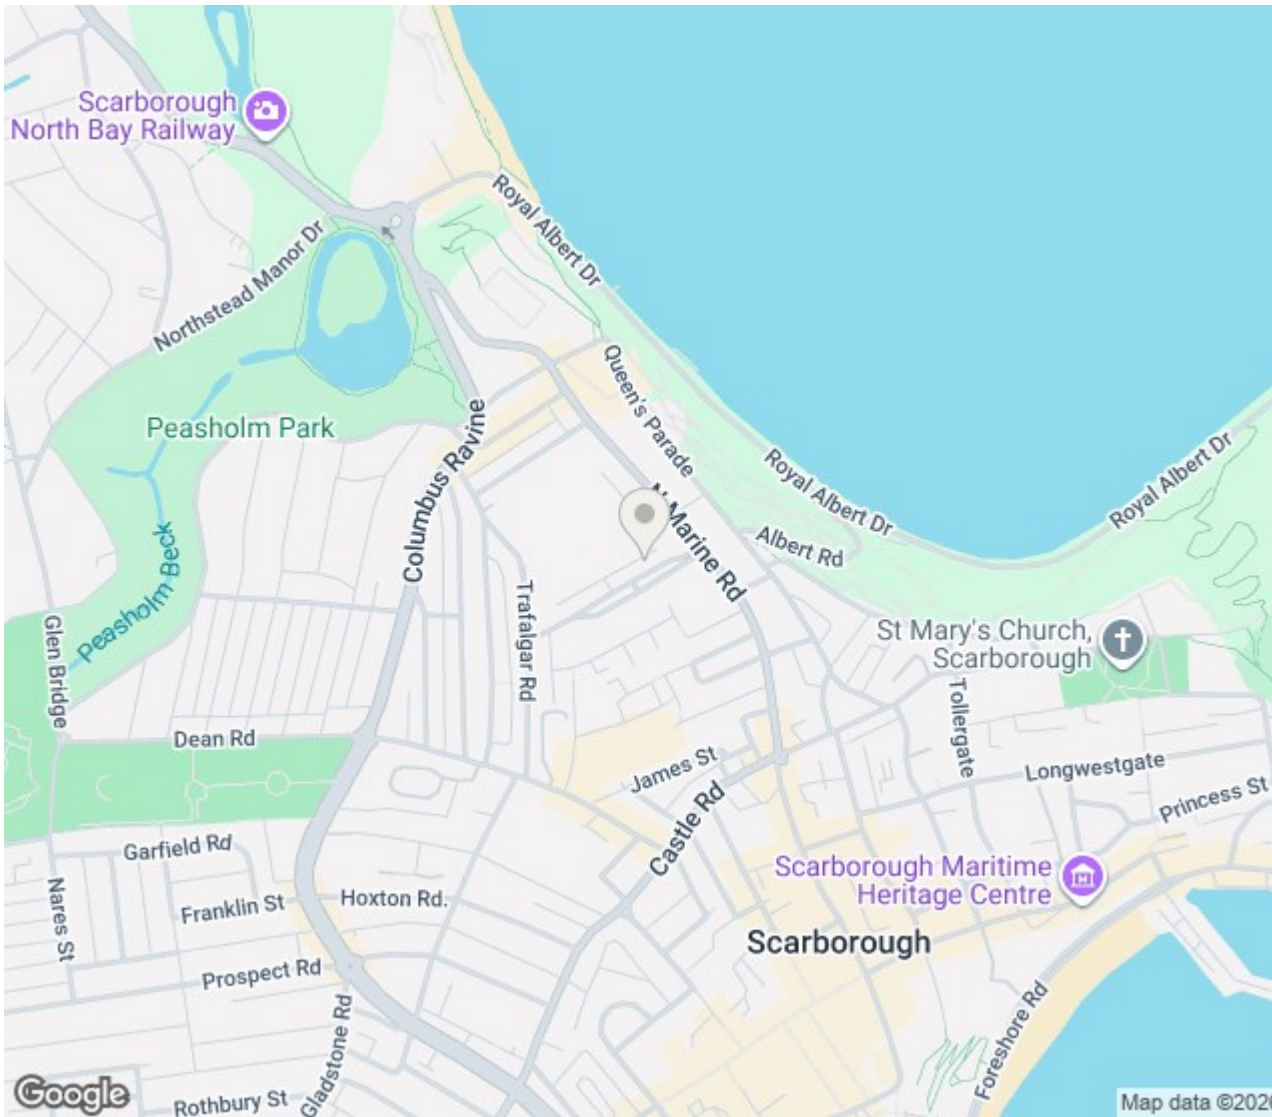 Scarborough
North Bay Railway
Royal Albert Dr
Northstead Manor Dr
Queen's Parade
Peasholm Park
Columbus Ravine
Royal Albert Dr
Royal Albert Dr
N Marine Rd
Albert Rd
Peasholm Beck
Glen Bridge
Trafalgar Rd
St Mary's Church,
Scarborough
Tollergate
Dean Rd
James St
Longwestgate
Princess St
Castle Rd
Garfield Rd
Scarborough Maritime
Heritage Centre
Nares St
Franklin St
Hoxton Rd.
Scarborough
Prospect Rd
Gladstone Rd
Foreshore Rd
Rothbury St
Google
Map data ©202